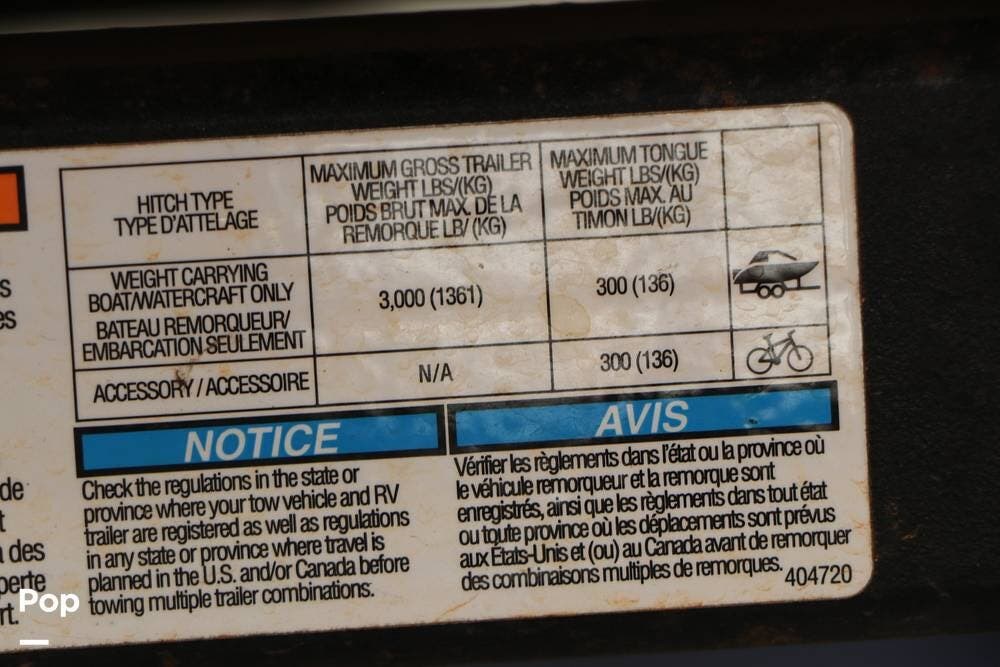 HITCH TYPE
TYPE D'ATTELAGE
MAXIMUM GROSS TRAILER
WEIGHT LBS/(KG)
POIDS BRUT MAX. DE LA
REMORQUE LB/ (KG)
MAXIMUM TONGUE
WEIGHT LBS/(KG)
POIDS MAX. AU
TIMON LB/(KG)
WEIGHT CARRYING
BOAT/WATERCRAFT ONLY
BATEAU REMORQUEUR/
EMBARCATION SEULEMENT
3,000 (1361)
300 (136)
ACCESSORY / ACCESSOIRE
N/A
300 (136)
NOTICE
Check the regulations in the state or
province where your tow vehicle and RV
trailer are registered as well as regulations
in any state or province where travel is
planned in the U.S. and/or Canada before
towing multiple trailer combinations.
AVIS
Vérifier les règlements dans l'état ou la province où
le véhicule remorqueur et la remorque sont
enregistrés, ainsi que les règlements dans tout état
ou toute province où les déplacements sont prévus
aux États-Unis et (ou) au Canada avant de remorquer
des combinaisons multiples de remorques.
404720
de
des
Pop